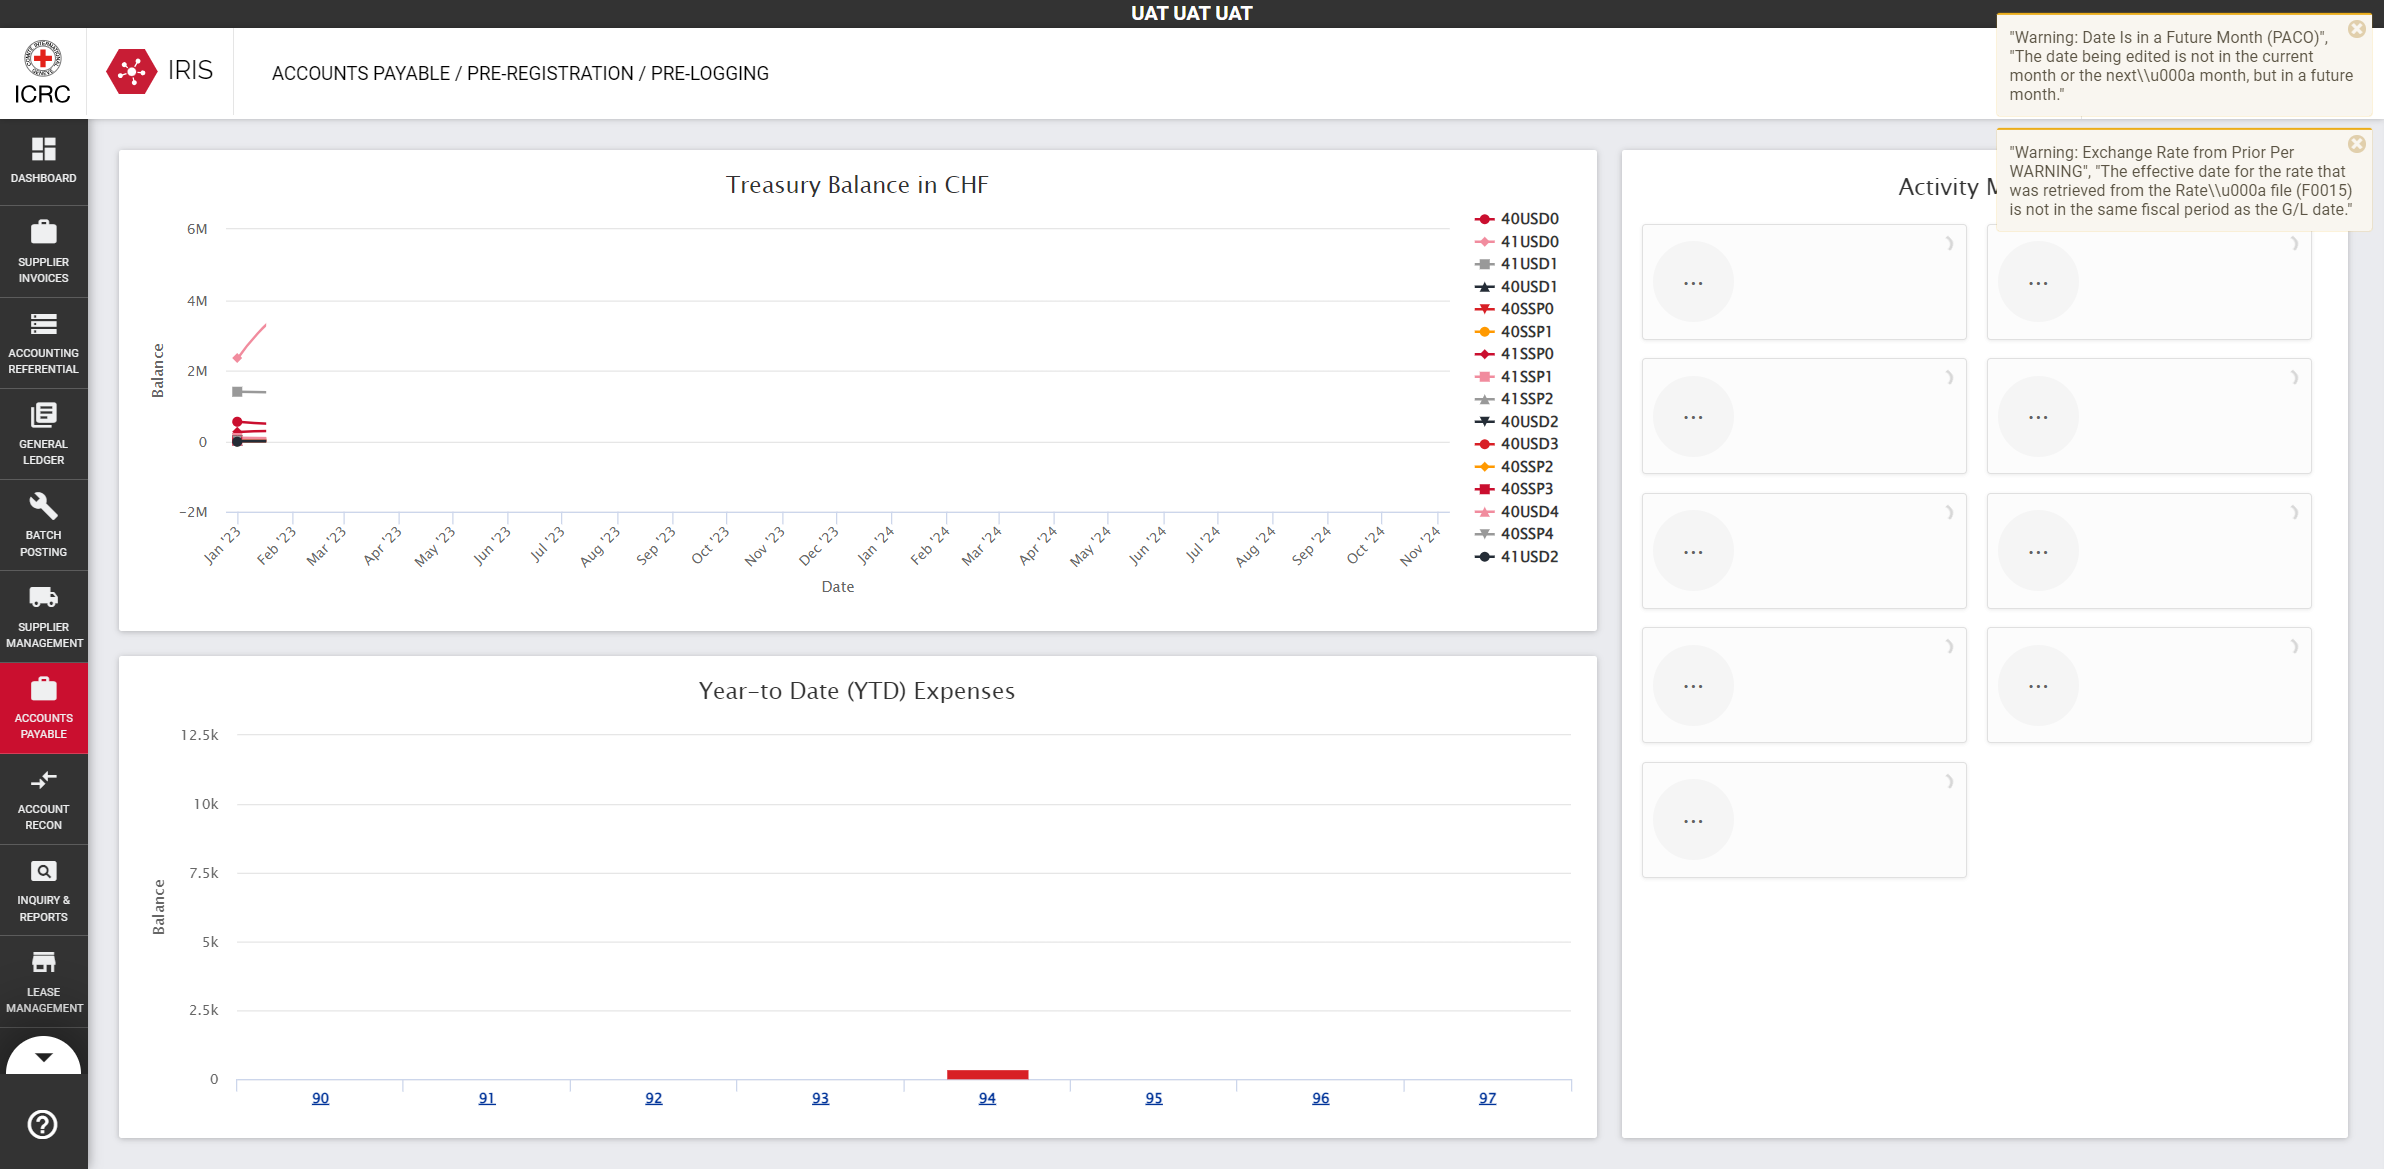 UAT UAT UAT
ICRC
IRIS
ACCOUNTS PAYABLE / PRE-REGISTRATION / PRE-LOGGING
"Warning: Date Is in a Future Month (PACO)",
"The date being edited is not in the current
month or the next\\u000a month, but in a future
month."
"Warning: Exchange Rate from Prior Per
WARNING", "The effective date for the rate that
was retrieved from the Rate\\u000a file (F0015)
is not in the same fiscal period as the G/L date."
DASHBOARD
SUPPLIER
INVOICES
ACCOUNTING
REFERENTIAL
GENERAL
LEDGER
BATCH
POSTING
SUPPLIER
MANAGEMENT
ACCOUNTS
PAYABLE
ACCOUNT
RECON
INQUIRY &
REPORTS
LEASE
MANAGEMENT
Treasury Balance in CHF
Balance
6M
4M
2M
0
-2M
Jan '23
Feb '23
Mar '23
Apr '23
May '23
Jun '23
Jul '23
Aug '23
Sep '23
Oct '23
Nov '23
Dec '23
Jan '24
Feb '24
Mar '24
Apr '24
May '24
Jun '24
Jul '24
Aug '24
Sep '24
Oct '24
Nov '24
Date
40USD0
41USD0
41USD1
40USD1
40SSP0
40SSP1
41SSP0
41SSP1
41SSP2
40USD2
40USD3
40SSP2
40SSP3
40USD4
40SSP4
41USD2
Year-to Date (YTD) Expenses
Balance
12.5k
10k
7.5k
5k
2.5k
0
90
91
92
93
94
95
96
97
Activity
...
...
...
...
...
...
...
...
...